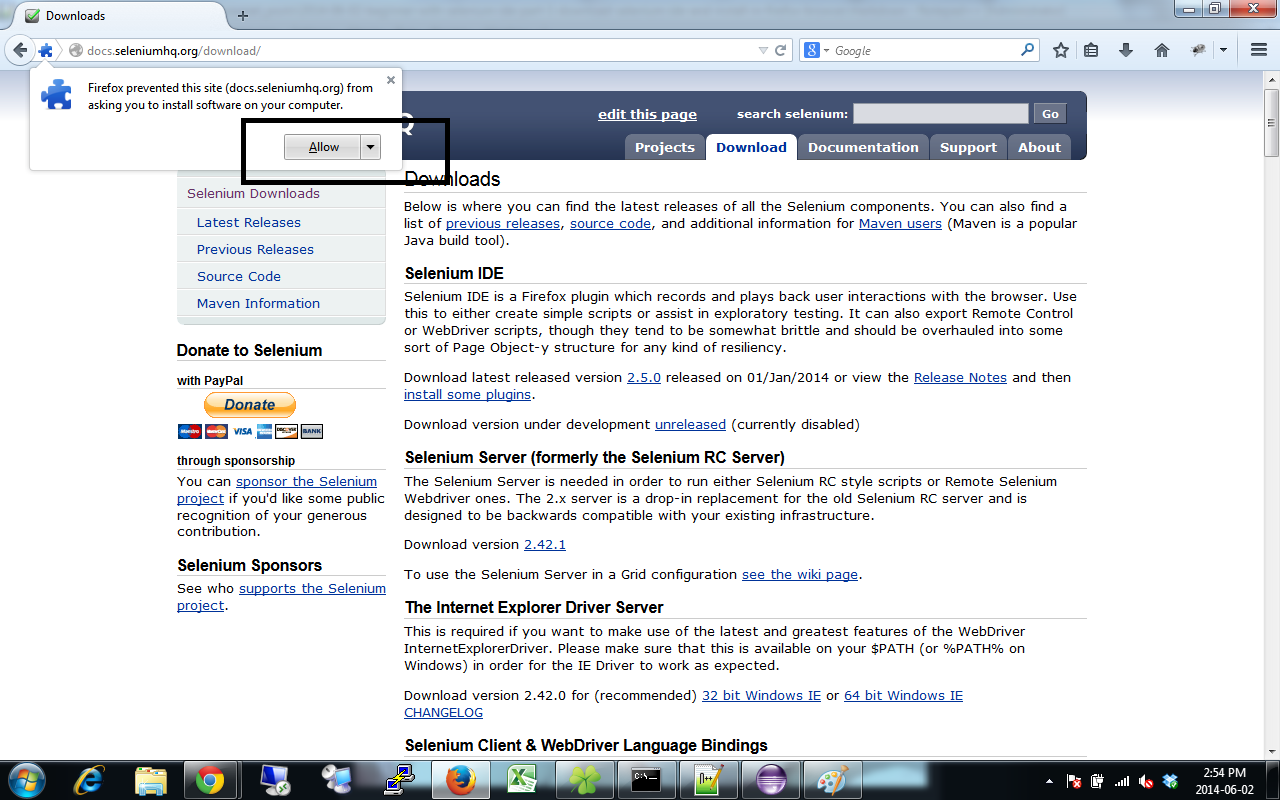 Downloads
docs.seleniumhq.org/download/
Google
Firefox prevented this site (docs.seleniumhq.org) from
asking you to install software on your computer.
Allow
Q
edit this page
search selenium:
Go
Projects
Download
Documentation
Support
About
Selenium Downloads
Latest Releases
Previous Releases
Source Code
Maven Information
Donate to Selenium
with PayPal
Donate
Maestro
MasterCard
VISA
DISCOVER
BANK
through sponsorship
You can sponsor the Selenium
project if you'd like some public
recognition of your generous
contribution.
Selenium Sponsors
See who supports the Selenium
project.
Downloads
Below is where you can find the latest releases of all the Selenium components. You can also find a
list of previous releases, source code, and additional information for Maven users (Maven is a popular
Java build tool).
Selenium IDE
Selenium IDE is a Firefox plugin which records and plays back user interactions with the browser. Use
this to either create simple scripts or assist in exploratory testing. It can also export Remote Control
or WebDriver scripts, though they tend to be somewhat brittle and should be overhauled into some
sort of Page Object-y structure for any kind of resiliency.
Download latest released version 2.5.0 released on 01/Jan/2014 or view the Release Notes and then
install some plugins.
Download version under development unreleased (currently disabled)
Selenium Server (formerly the Selenium RC Server)
The Selenium Server is needed in order to run either Selenium RC style scripts or Remote Selenium
Webdriver ones. The 2.x server is a drop-in replacement for the old Selenium RC server and is
designed to be backwards compatible with your existing infrastructure.
Download version 2.42.1
To use the Selenium Server in a Grid configuration see the wiki page.
The Internet Explorer Driver Server
This is required if you want to make use of the latest and greatest features of the WebDriver
InternetExplorerDriver. Please make sure that this is available on your $PATH (or %PATH% on
Windows) in order for the IE Driver to work as expected.
Download version 2.42.0 for (recommended) 32 bit Windows IE or 64 bit Windows IE
CHANGELOG
Selenium Client & WebDriver Language Bindings
2:54 PM
2014-06-02